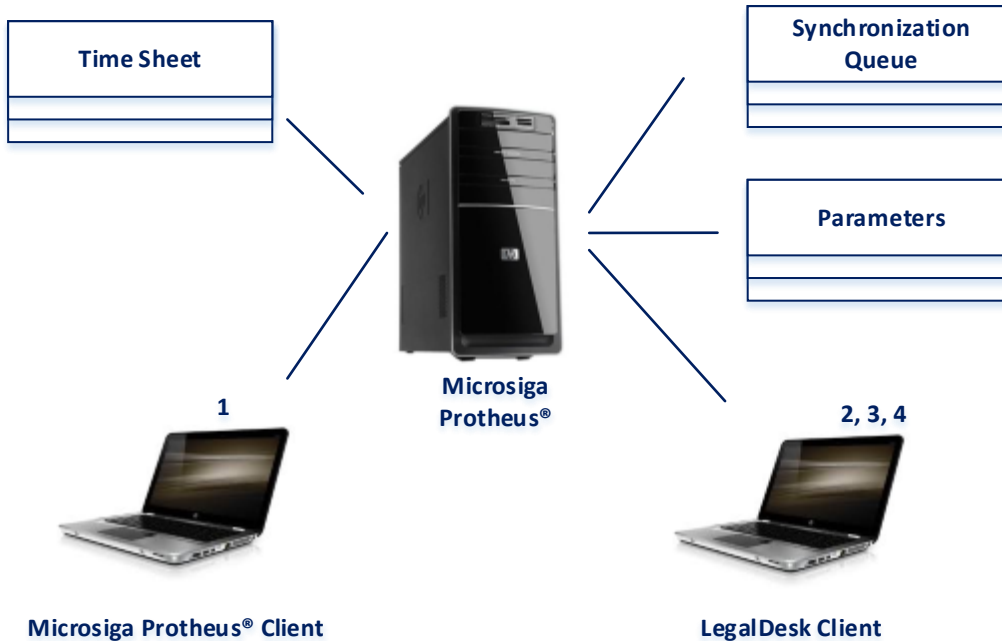 Time Sheet
Synchronization
Queue
Parameters
Microsiga
Protheus®
1
2, 3, 4
Microsiga Protheus® Client
LegalDesk Client